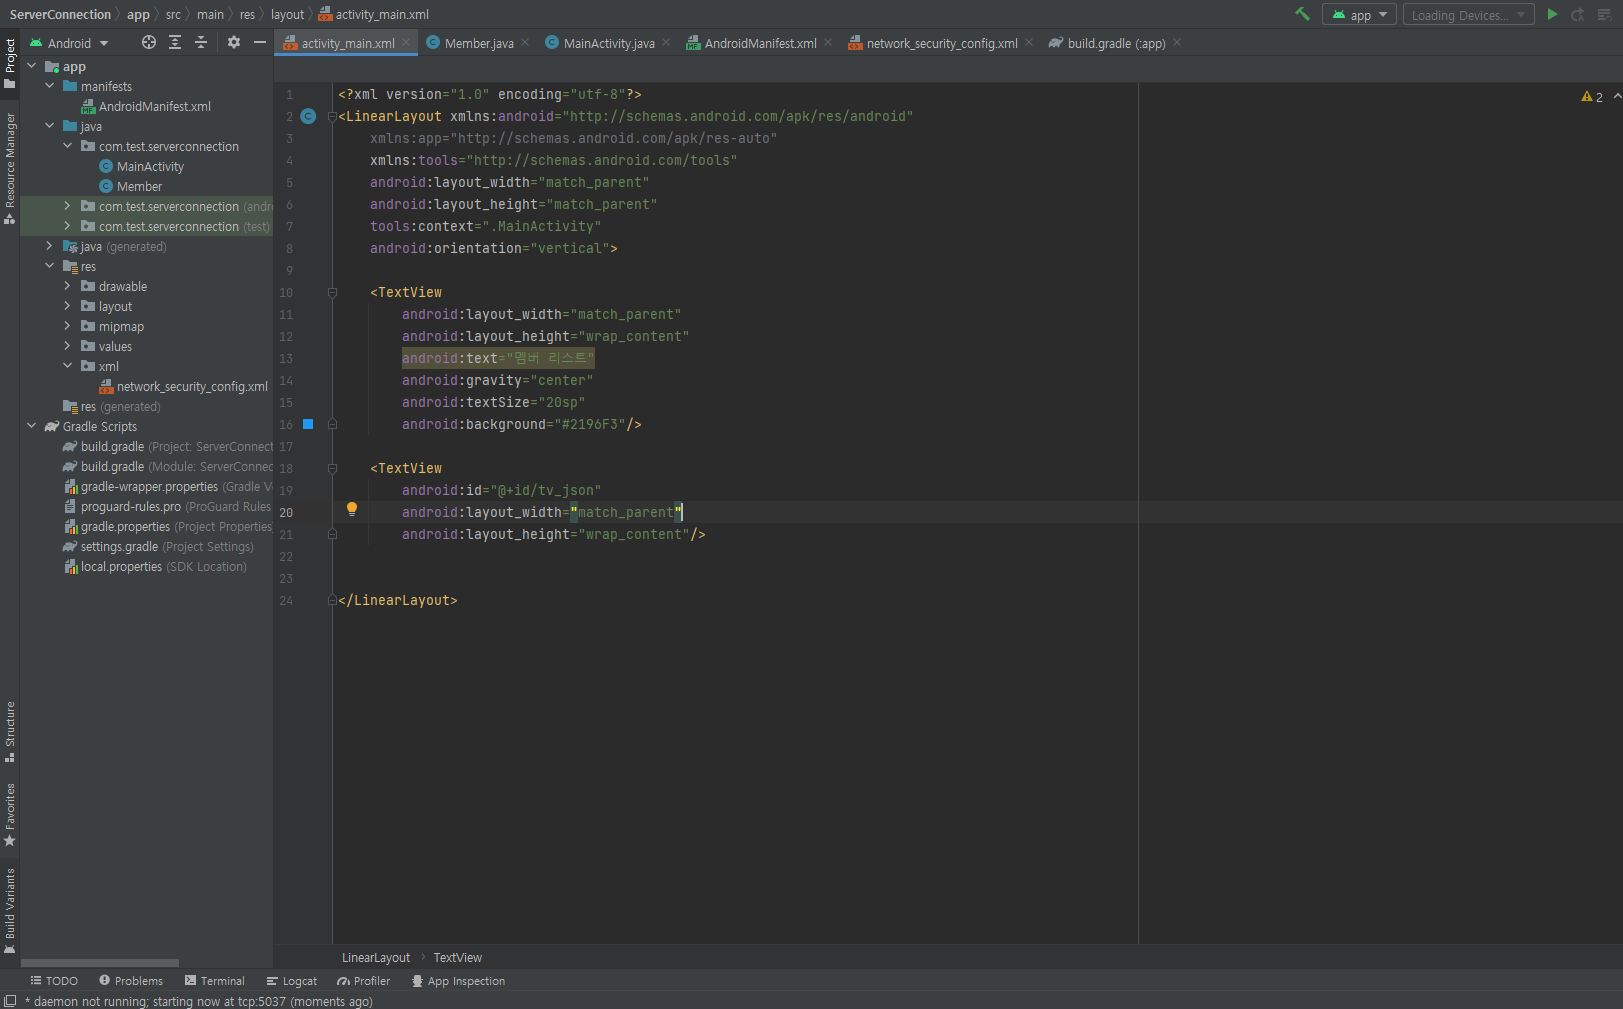 ServerConnection app src main res layout activity_main.xml
app Loading Devices...
Android
activity_main.xml Member.java MainActivity.java AndroidManifest.xml network_security_config.xml build.gradle (:app)
Project
Resource Manager
Structure
Favorites
Build Variants
app
manifests
AndroidManifest.xml
java
com.test.serverconnection
MainActivity
Member
com.test.serverconnection (andr
com.test.serverconnection (test)
java (generated)
res
drawable
layout
mipmap
values
xml
network_security_config.xml
res (generated)
Gradle Scripts
build.gradle (Project: ServerConnect
build.gradle (Module: ServerConnec
gradle-wrapper.properties (Gradle V
proguard-rules.pro (ProGuard Rules
gradle.properties (Project Properties
settings.gradle (Project Settings)
local.properties (SDK Location)
2
1 <?xml version="1.0" encoding="utf-8"?>
2 <LinearLayout xmlns:android="http://schemas.android.com/apk/res/android"
3 xmlns:app="http://schemas.android.com/apk/res-auto"
4 xmlns:tools="http://schemas.android.com/tools"
5 android:layout_width="match_parent"
6 android:layout_height="match_parent"
7 tools:context=".MainActivity"
8 android:orientation="vertical">
9
10 <TextView
11 android:layout_width="match_parent"
12 android:layout_height="wrap_content"
13 android:text="멤버 리스트"
14 android:gravity="center"
15 android:textSize="20sp"
16 android:background="#2196F3"/>
17
18 <TextView
19 android:id="@+id/tv_json"
20 android:layout_width="match_parent"
21 android:layout_height="wrap_content"/>
22
23
24 </LinearLayout>
LinearLayout TextView
TODO Problems Terminal Logcat Profiler App Inspection
* daemon not running; starting now at tcp:5037 (moments ago)